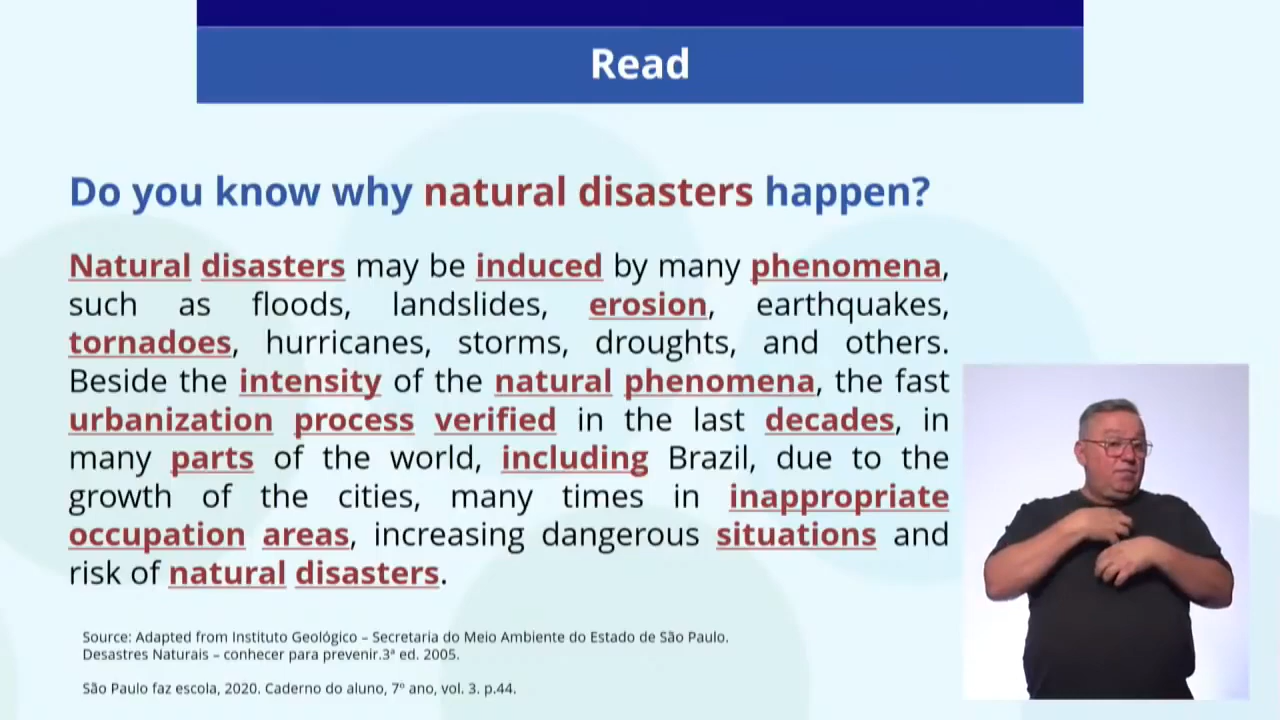 Read
Do you know why natural disasters happen?
Natural disasters may be induced by many phenomena,
such as floods, landslides, erosion, earthquakes,
tornadoes, hurricanes, storms, droughts, and others.
Beside the intensity of the natural phenomena, the fast
urbanization process verified in the last decades, in
many parts of the world, including Brazil, due to the
growth of the cities, many times in inappropriate
occupation areas, increasing dangerous situations and
risk of natural disasters.
Source: Adapted from Instituto Geológico – Secretaria do Meio Ambiente do Estado de São Paulo.
Desastres Naturais – conhecer para prevenir.3ª ed. 2005.
São Paulo faz escola, 2020. Caderno do aluno, 7º ano, vol. 3. p.44.